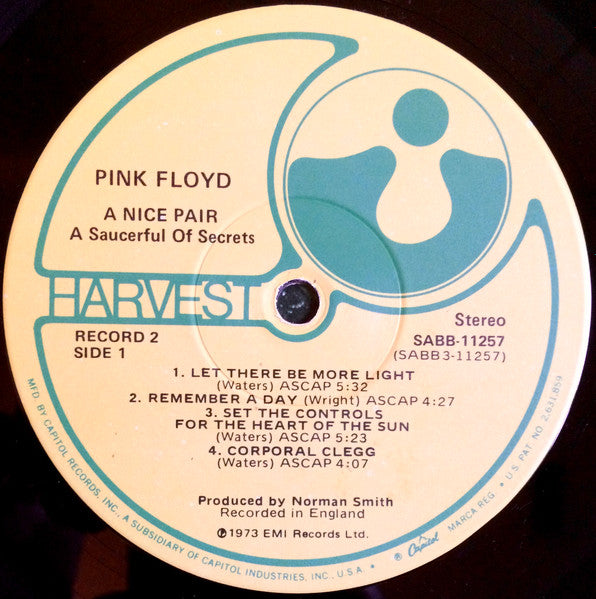 PINK FLOYD
A NICE PAIR
A Saucerful Of Secrets
HARVEST
RECORD 2
SIDE 1
Stereo
SABB-11257
(SABB3-11257)
1. LET THERE BE MORE LIGHT
(Waters) ASCAP 5:32
2. REMEMBER A DAY (Wright) ASCAP 4:27
3. SET THE CONTROLS
FOR THE HEART OF THE SUN
(Waters) ASCAP 5:23
4. CORPORAL CLEGG
(Waters) ASCAP 4:07
Produced by Norman Smith
Recorded in England
℗1973 EMI Records Ltd.
MFD. BY CAPITOL RECORDS, INC., A SUBSIDIARY OF CAPITOL INDUSTRIES, INC., U.S.A. • ® Capitol MARCA REG. • U.S. PAT. NO. 2,631,859